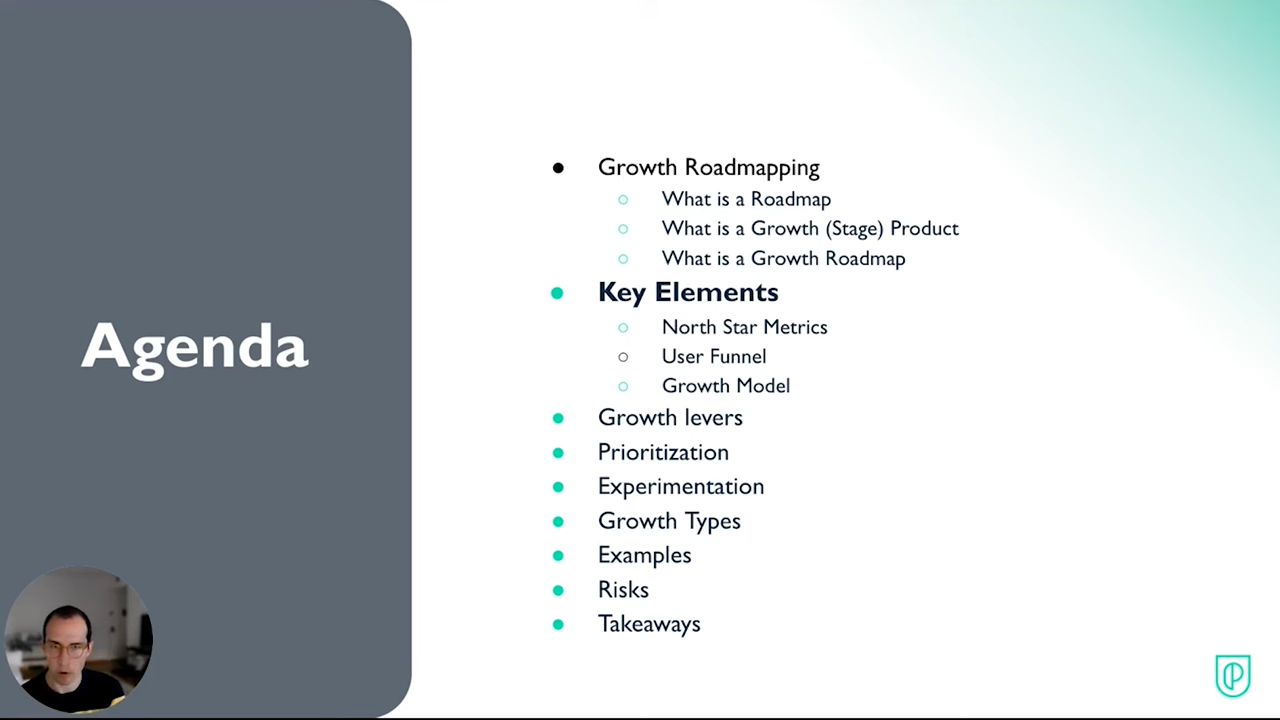 Agenda
Growth Roadmapping
What is a Roadmap
What is a Growth (Stage) Product
What is a Growth Roadmap
Key Elements
North Star Metrics
User Funnel
Growth Model
Growth levers
Prioritization
Experimentation
Growth Types
Examples
Risks
Takeaways